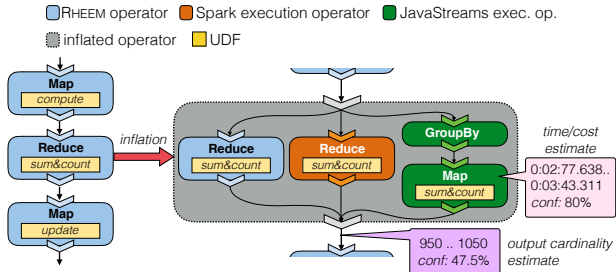 RHEEM operator
Spark execution operator
JavaStreams exec. op.
inflated operator
UDF
Map
compute
Reduce
sum&count
Map
update
inflation
Reduce
sum&count
Reduce
sum&count
GroupBy
Map
sum&count
time/cost
estimate
0:02:77.638..
0:03:43.311
conf: 80%
950 .. 1050
conf: 47.5%
output cardinality
estimate